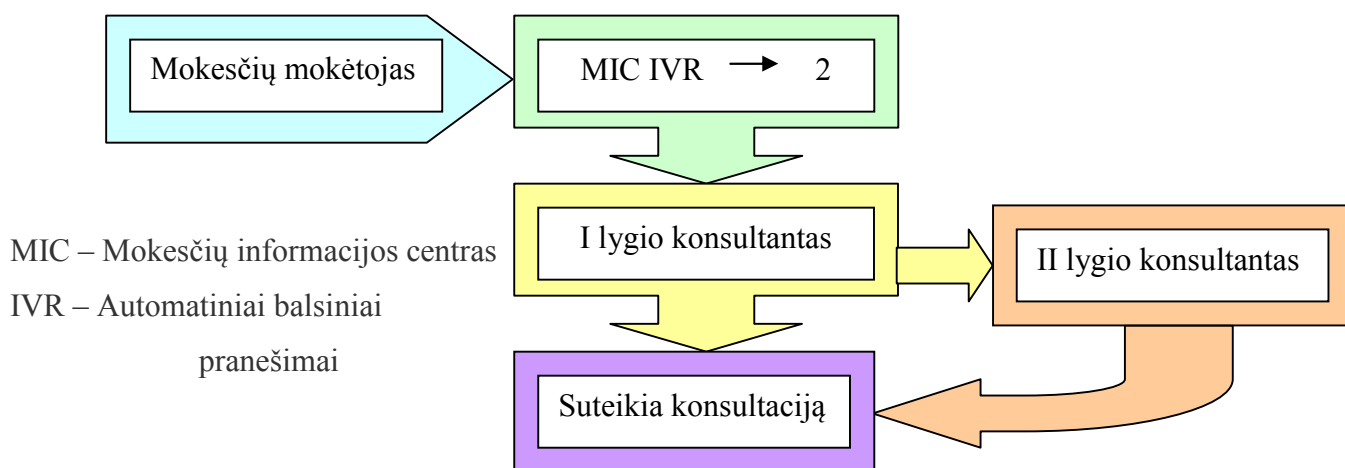 Mokesčių mokėtojas
MIC IVR → 2
I lygio konsultantas
II lygio konsultantas
MIC – Mokesčių informacijos centras
IVR – Automatiniai balsiniai
pranešimai
Suteikia konsultaciją